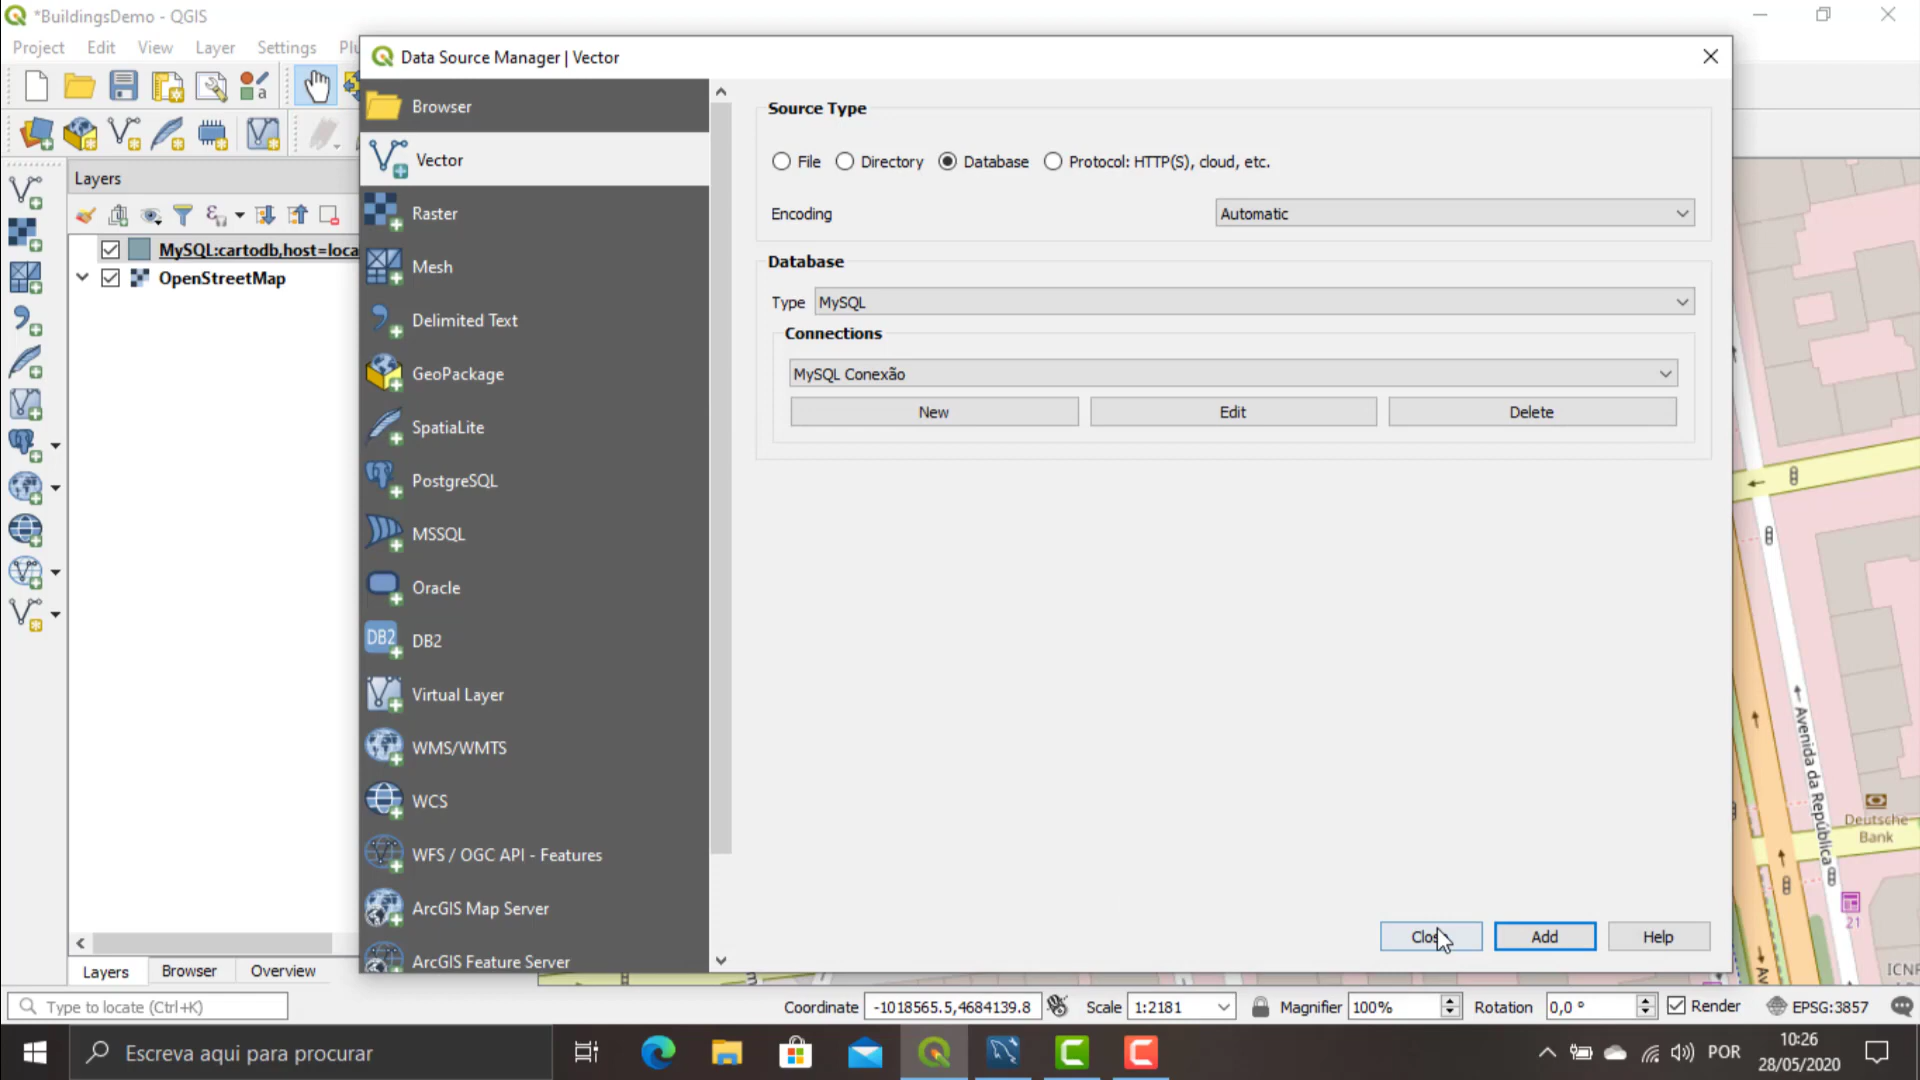 *BuildingsDemo - QGIS
Project Edit View Layer Settings
Data Source Manager | Vector
Layers
MySQL:cartodb,host=loca
OpenStreetMap
Browser
Vector
Raster
Mesh
Delimited Text
GeoPackage
SpatiaLite
PostgreSQL
MSSQL
Oracle
DB2
DB2
Virtual Layer
WMS/WMTS
WCS
WFS / OGC API - Features
ArcGIS Map Server
ArcGIS Feature Server
Source Type
File Directory Database Protocol: HTTP(S), cloud, etc.
Encoding Automatic
Database
Type MySQL
Connections
MySQL Conexão
New Edit Delete
Add Help
Avenida da República
Deutsche
Bank
21
Layers Browser Overview
Type to locate (Ctrl+K)
Coordinate -1018565.5,4684139.8 Scale 1:2181 Magnifier 100% Rotation 0,0 ° Render EPSG:3857
Escreva aqui para procurar
POR
10:26
28/05/2020